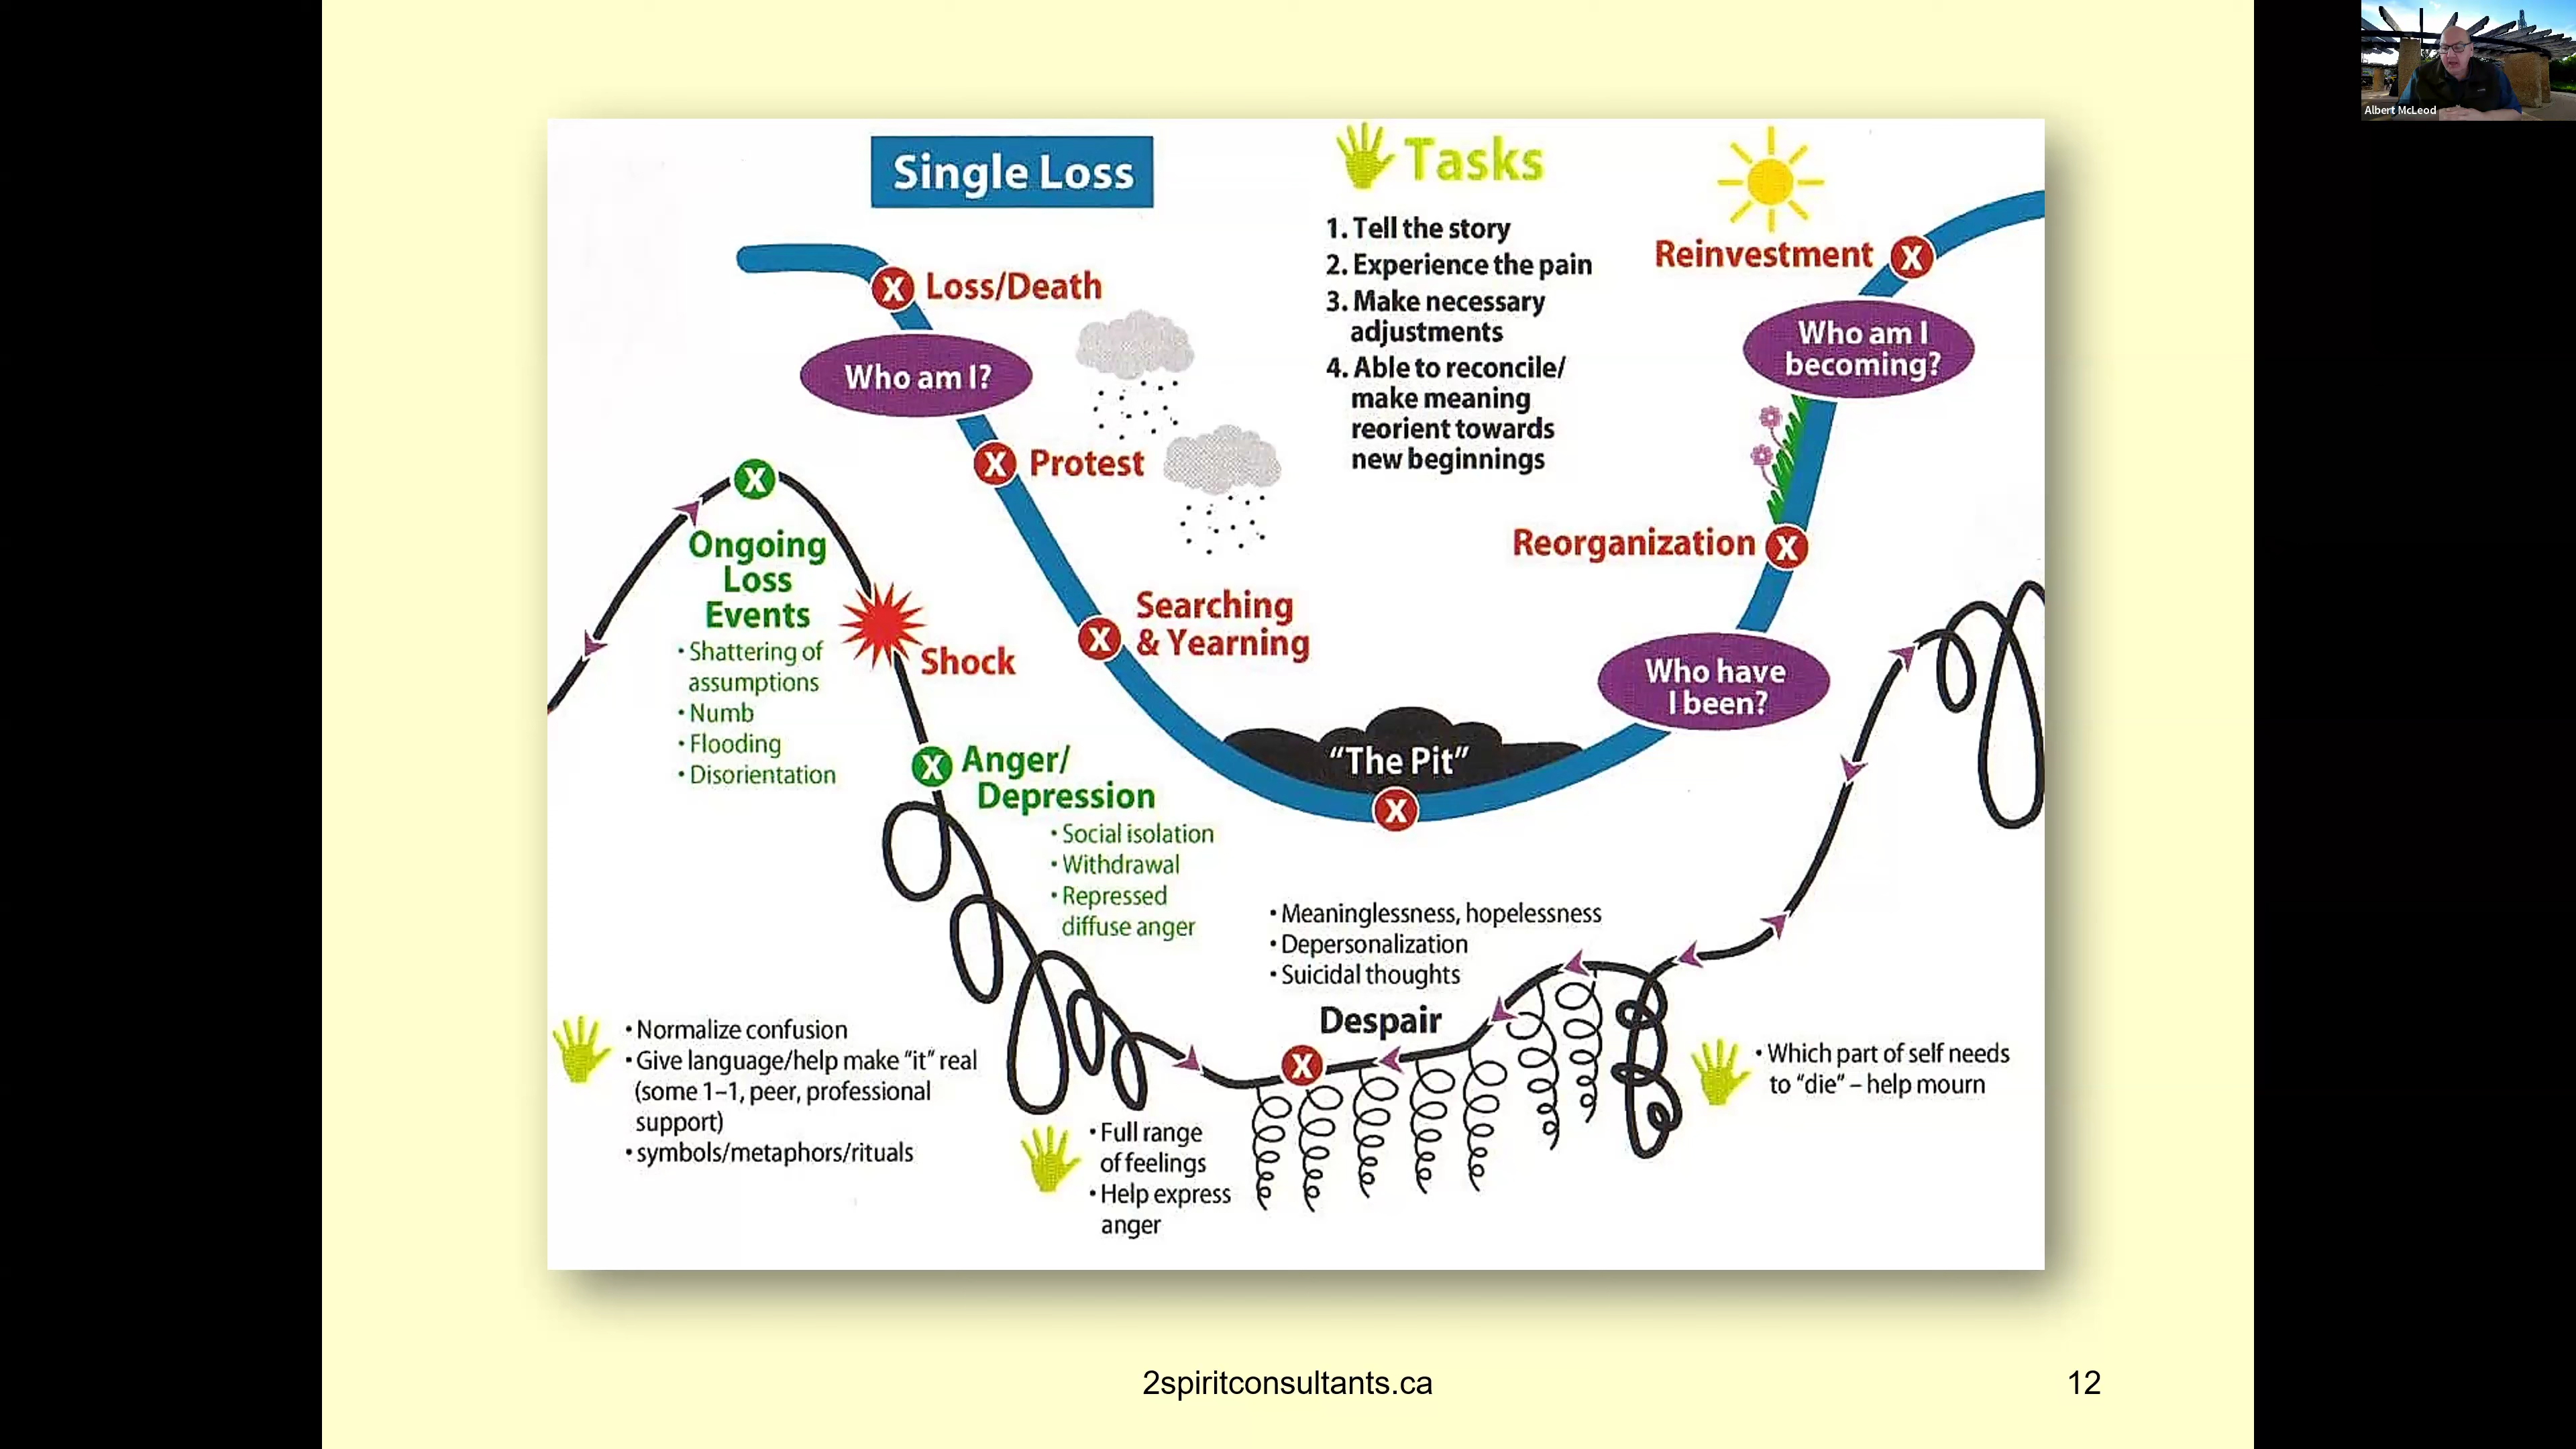 Albert McLeod
Single Loss
Loss/Death
Who am I?
Protest
Searching
& Yearning
"The Pit"
Tasks
1. Tell the story
2. Experience the pain
3. Make necessary
adjustments
4. Able to reconcile/
make meaning
reorient towards
new beginnings
Reinvestment
Who am I
becoming?
Reorganization
Who have
I been?
Ongoing
Loss
Events
• Shattering of
assumptions
• Numb
• Flooding
• Disorientation
Shock
Anger/
Depression
• Social isolation
• Withdrawal
• Repressed
diffuse anger
• Meaninglessness, hopelessness
• Depersonalization
• Suicidal thoughts
Despair
• Normalize confusion
• Give language/help make "it" real
(some 1–1, peer, professional
support)
• symbols/metaphors/rituals
• Full range
of feelings
• Help express
anger
• Which part of self needs
to "die" – help mourn
2spiritconsultants.ca
12